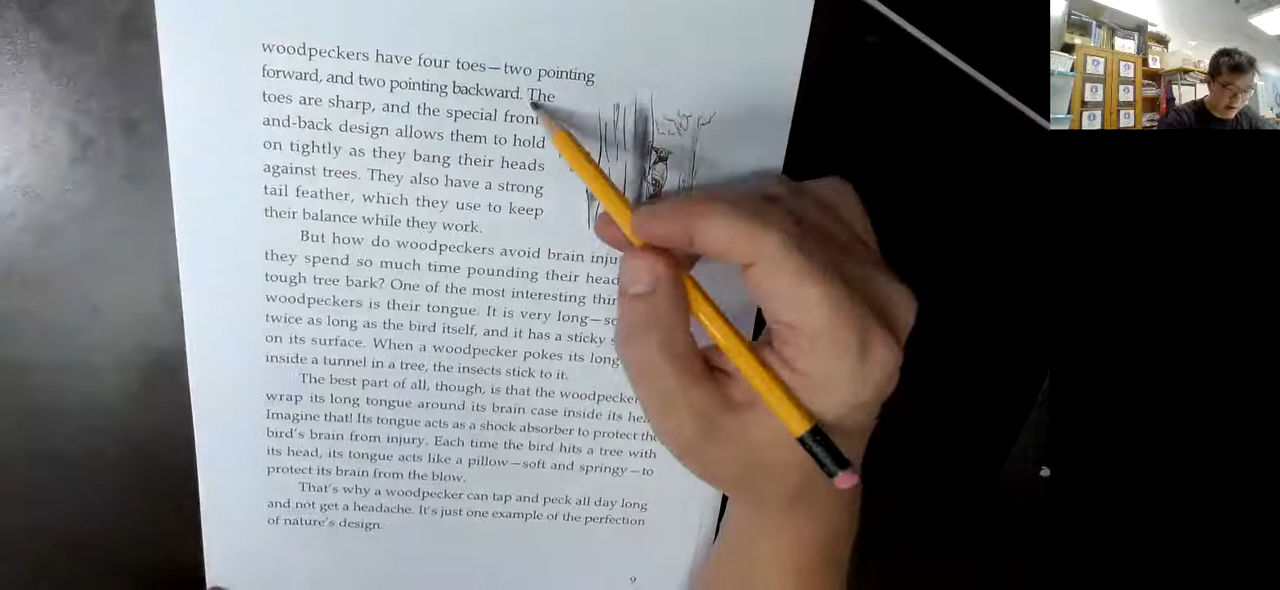 woodpeckers have four toes—two pointing
forward, and two pointing backward. The
toes are sharp, and the special front-
and-back design allows them to hold
on tightly as they bang their heads
against trees. They also have a strong
tail feather, which they use to keep
their balance while they work.
But how do woodpeckers avoid brain
they spend so much time pounding their
tough tree bark? One of the most interesting
woodpeckers is their tongue. It is very long—
twice as long as the bird itself, and it has a sticky
on its surface. When a woodpecker pokes its long
inside a tunnel in a tree, the insects stick to it.
The best part of all, though, is that the woodpecker
wrap its long tongue around its brain case inside its
Imagine that! Its tongue acts as a shock absorber to protect the
bird's brain from injury. Each time the bird hits a tree with
its head, its tongue acts like a pillow—soft and springy—to
protect its brain from the blow.
That's why a woodpecker can tap and peck all day long
and not get a headache. It's just one example of the perfection
of nature's design.
9